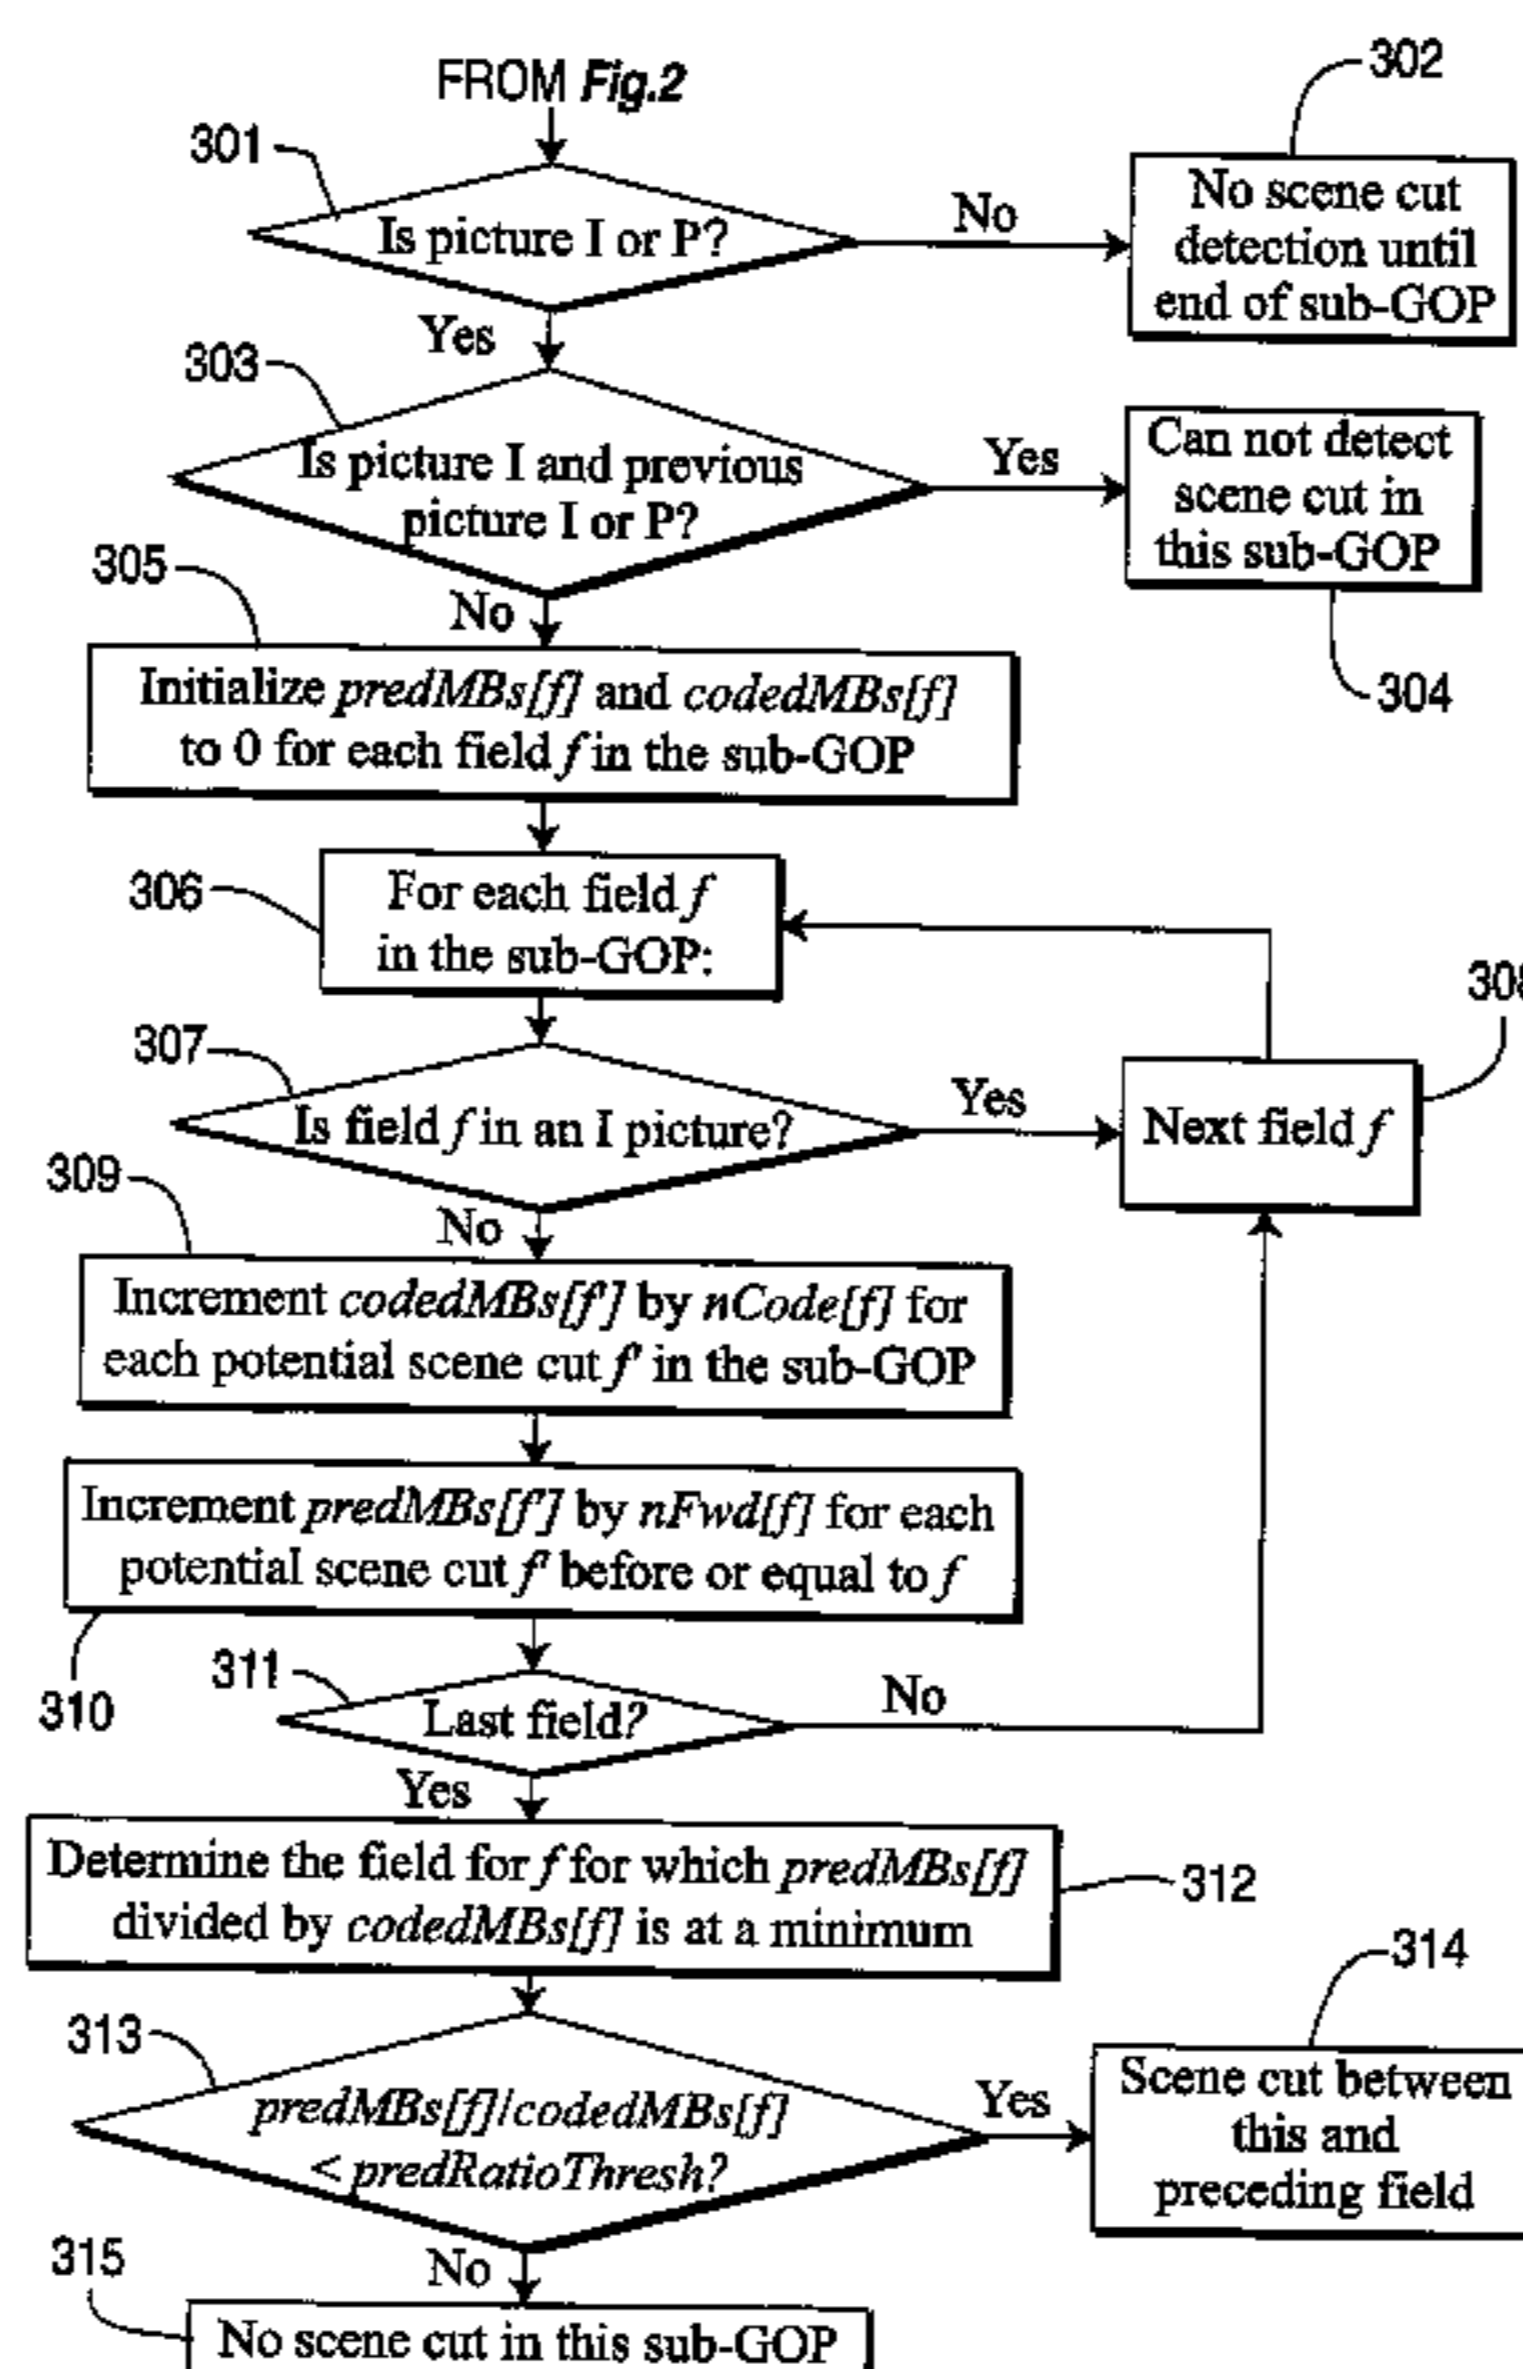 FROM Fig.2
301
Is picture I or P?
No
302
No scene cut
detection until
end of sub-GOP
Yes
303
Is picture I and previous
picture I or P?
Yes
Can not detect
scene cut in
this sub-GOP
304
No
305
Initialize predMBs[f] and codedMBs[f]
to 0 for each field f in the sub-GOP
306
For each field f
in the sub-GOP:
307
Is field f in an I picture?
Yes
308
Next field f
No
309
Increment codedMBs[f'] by nCode[f] for
each potential scene cut f' in the sub-GOP
Increment predMBs[f'] by nFwd[f] for each
potential scene cut f' before or equal to f
310
311
Last field?
No
Yes
Determine the field for f for which predMBs[f]
divided by codedMBs[f] is at a minimum
312
313
predMBs[f]/codedMBs[f]
< predRatioThresh?
Yes
314
Scene cut between
this and
preceding field
No
315
No scene cut in this sub-GOP